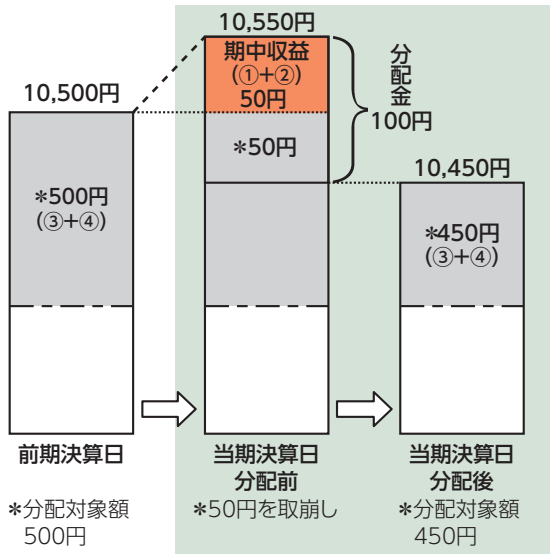 10,500円
*500円
(③+④)
前期決算日
*分配対象額
500円
10,550円
期中収益
(①+②)
50円
*50円
分配金
100円
当期決算日
分配前
*50円を取崩し
10,450円
*450円
(③+④)
当期決算日
分配後
*分配対象額
450円